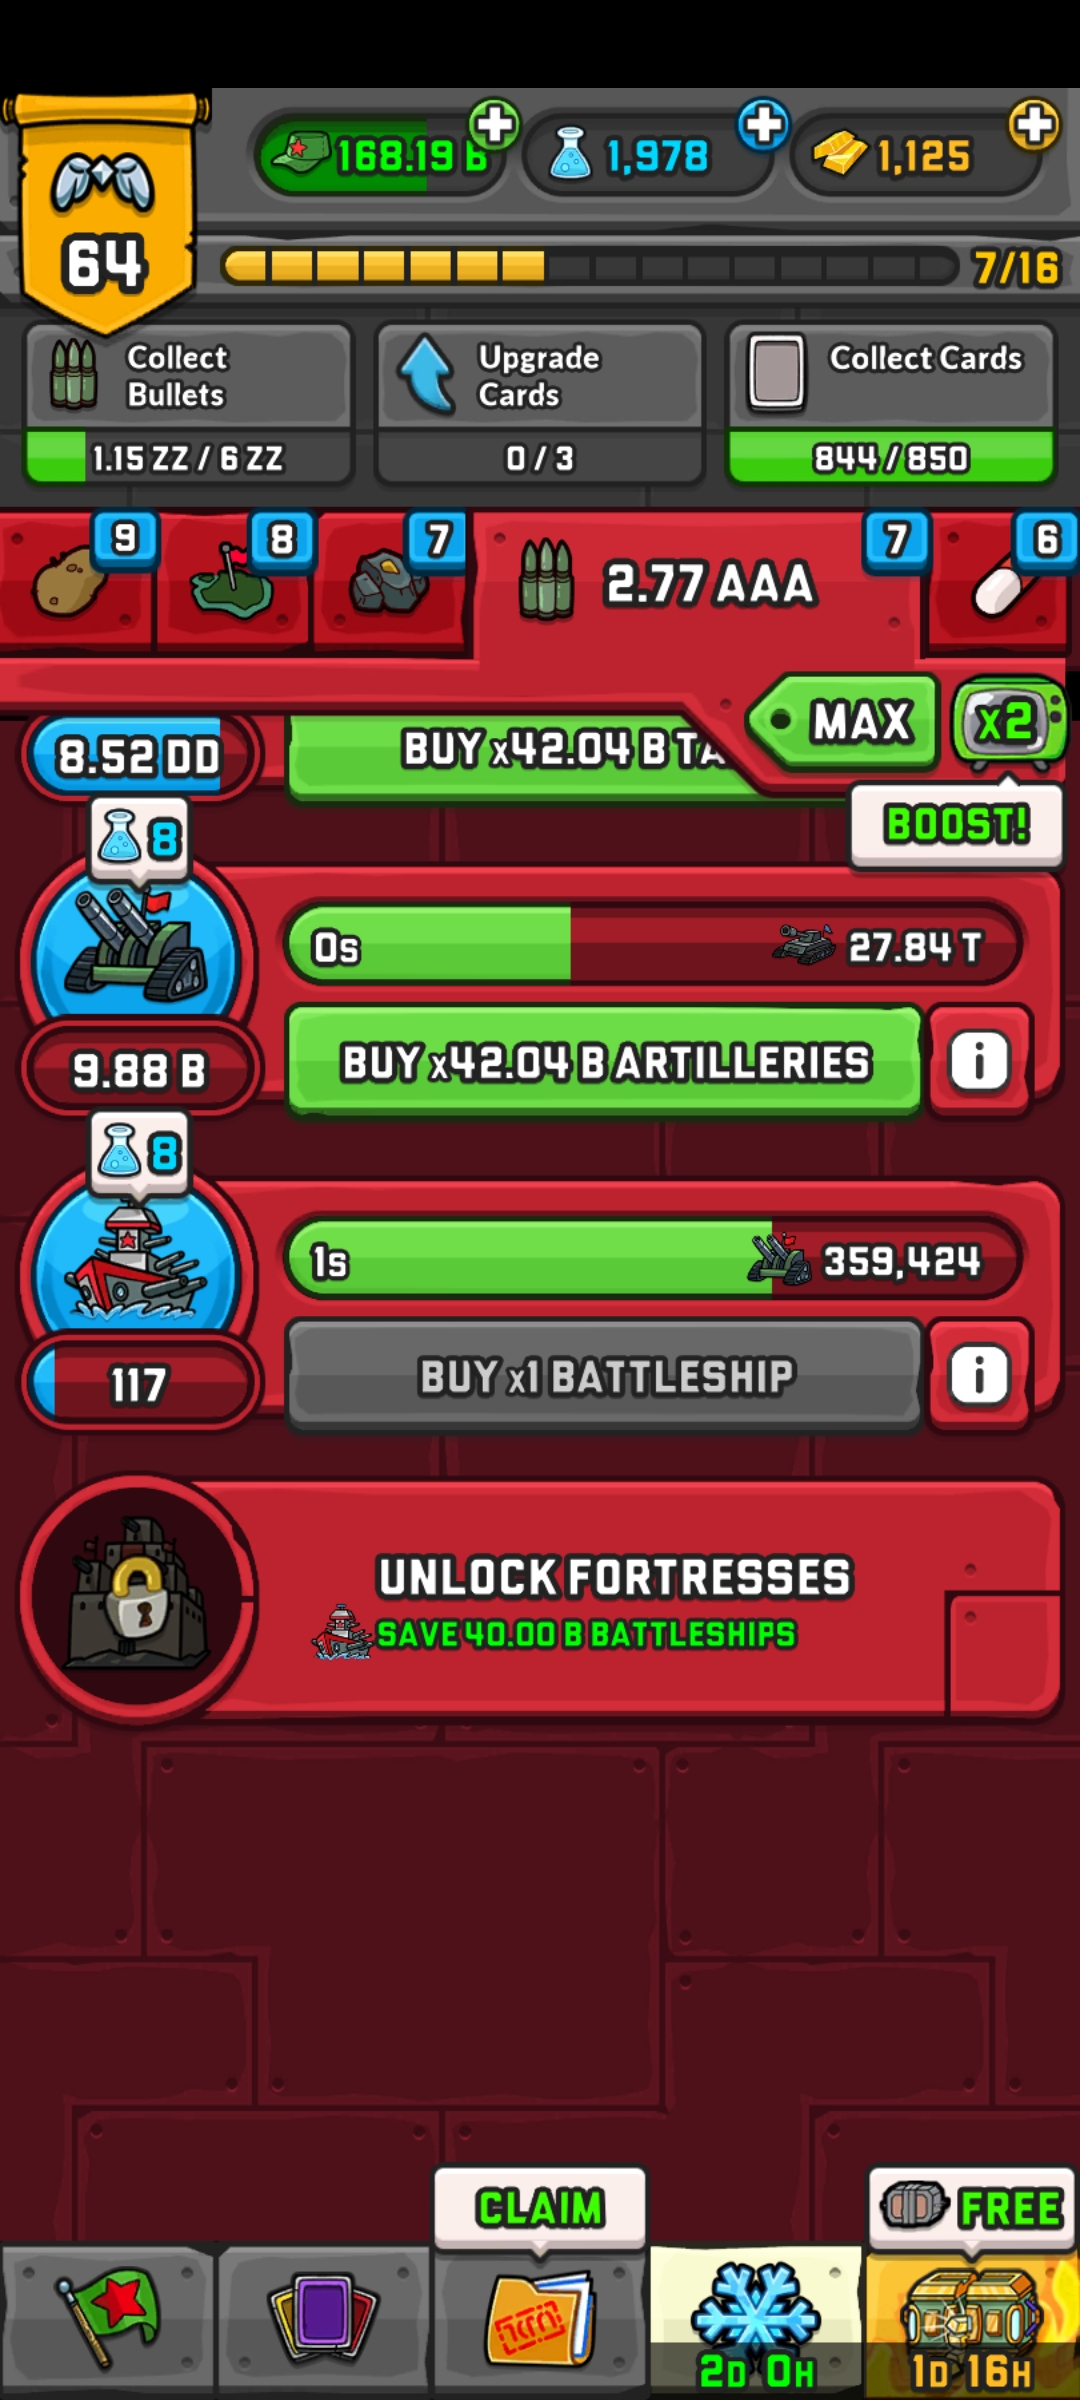 168.19 B
1,978
1,125
64
7/16
Collect
Bullets
Upgrade
Cards
Collect Cards
1.15 ZZ / 6 ZZ
0 / 3
844 / 850
9
8
7
2.77 AAA
7
6
MAX
x2
8.52 DD
BUY x42.04 B TA
BOOST!
8
0s
27.84 T
BUY x42.04 B ARTILLERIES
i
9.88 B
8
1s
359,424
BUY x1 BATTLESHIP
i
117
UNLOCK FORTRESSES
SAVE 40.00 B BATTLESHIPS
CLAIM
FREE
2D 0H
1D 16H